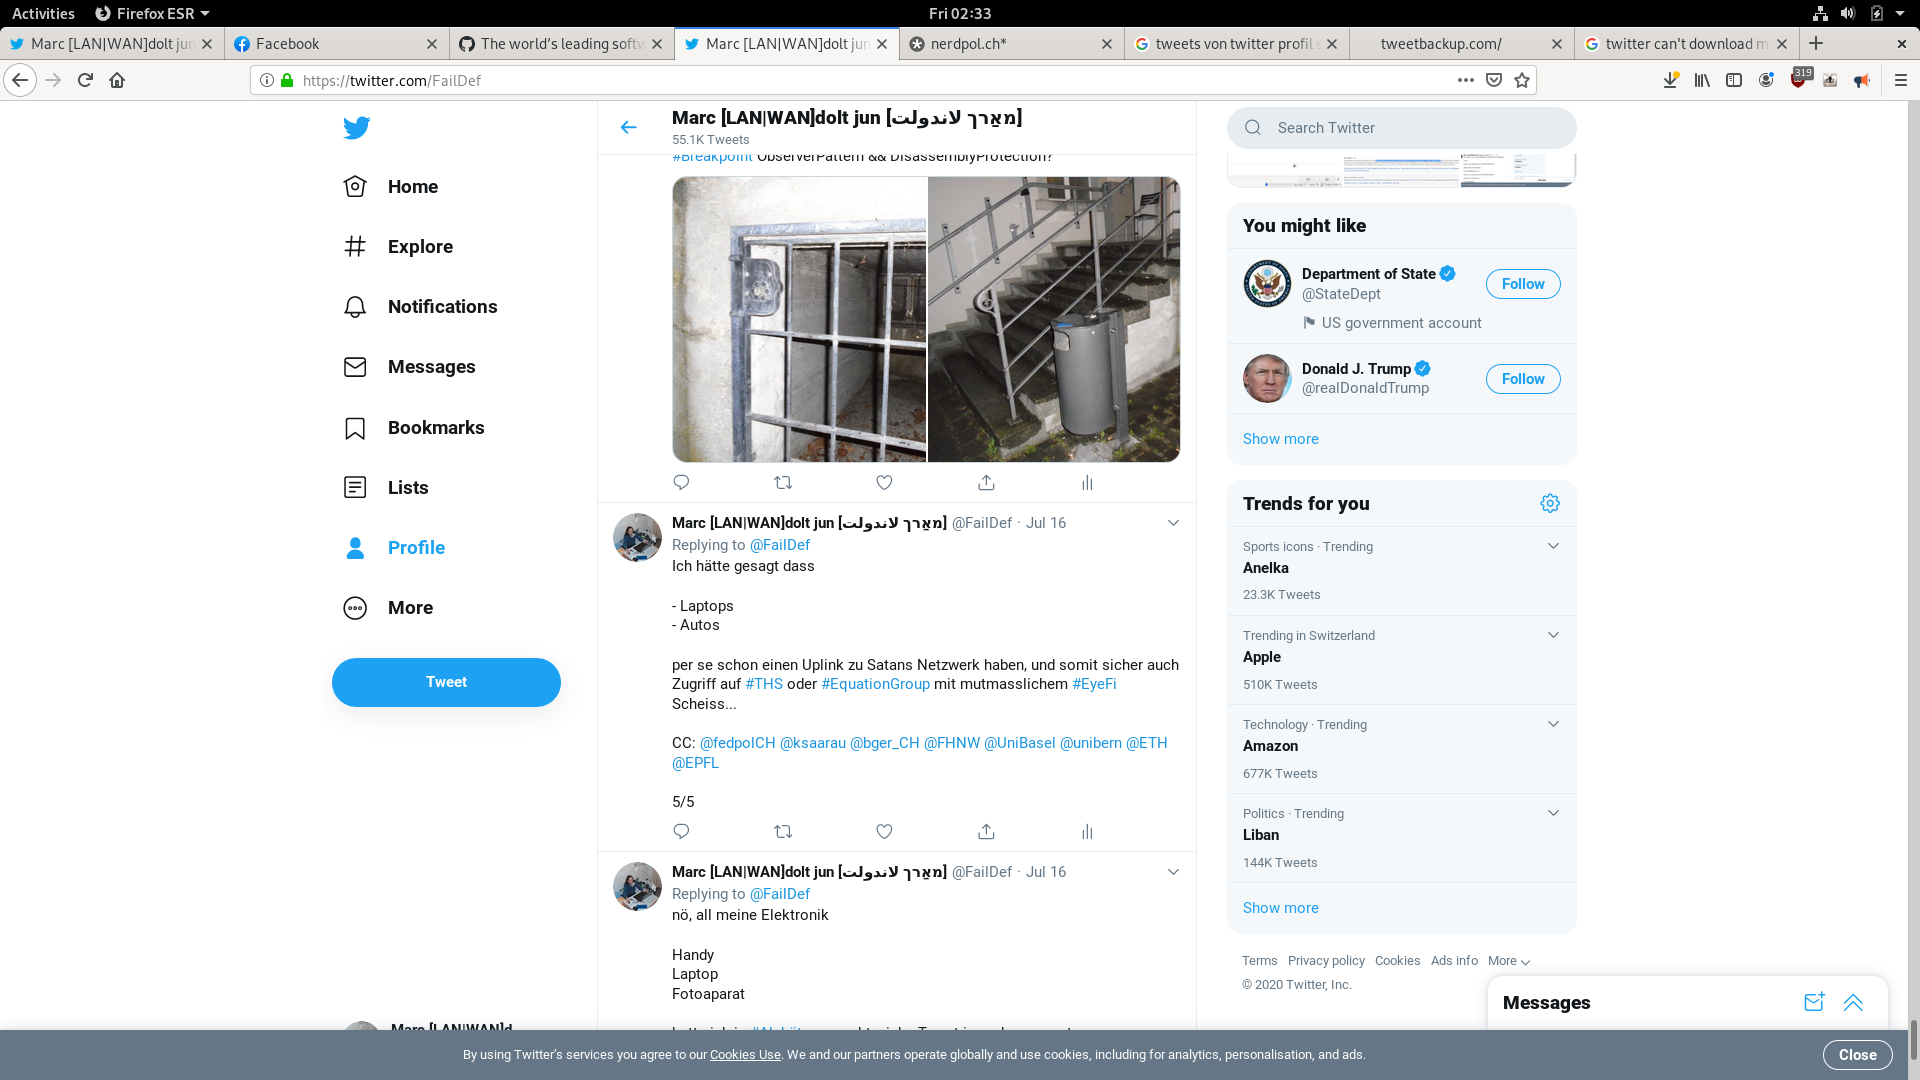 Activities
Firefox ESR
Fri 02:33
Marc [LAN|WAN]dolt jun
Facebook
The world's leading softw
Marc [LAN|WAN]dolt jun
nerdpol.ch*
tweets von twitter profil s
tweetbackup.com/
twitter can't download m
https://twitter.com/FailDef
319
Home
Explore
Notifications
Messages
Bookmarks
Lists
Profile
More
Tweet
Marc [LAN|WAN]d
Marc [LAN|WAN]dolt jun [מאַרך לאנדולت]
55.1K Tweets
#Breakpoint ObserverPattern && DisassemblyProtection?
Marc [LAN|WAN]dolt jun [מאַרך لاندولت] @FailDef · Jul 16
Replying to @FailDef
Ich hätte gesagt dass
- Laptops
- Autos
per se schon einen Uplink zu Satans Netzwerk haben, und somit sicher auch
Zugriff auf #THS oder #EquationGroup mit mutmasslichem #EyeFi
Scheiss...
CC: @fedpolCH @ksaarau @bger_CH @FHNW @UniBasel @unibern @ETH
@EPFL
5/5
Marc [LAN|WAN]dolt jun [מאַרך لاندولت] @FailDef · Jul 16
Replying to @FailDef
nö, all meine Elektronik
Handy
Laptop
Fotoaparat
Search Twitter
You might like
Department of State
@StateDept
US government account
Follow
Donald J. Trump
@realDonaldTrump
Follow
Show more
Trends for you
Sports icons · Trending
Anelka
23.3K Tweets
Trending in Switzerland
Apple
510K Tweets
Technology · Trending
Amazon
677K Tweets
Politics · Trending
Liban
144K Tweets
Show more
Terms Privacy policy Cookies Ads info More
© 2020 Twitter, Inc.
Messages
By using Twitter's services you agree to our Cookies Use. We and our partners operate globally and use cookies, including for analytics, personalisation, and ads.
Close